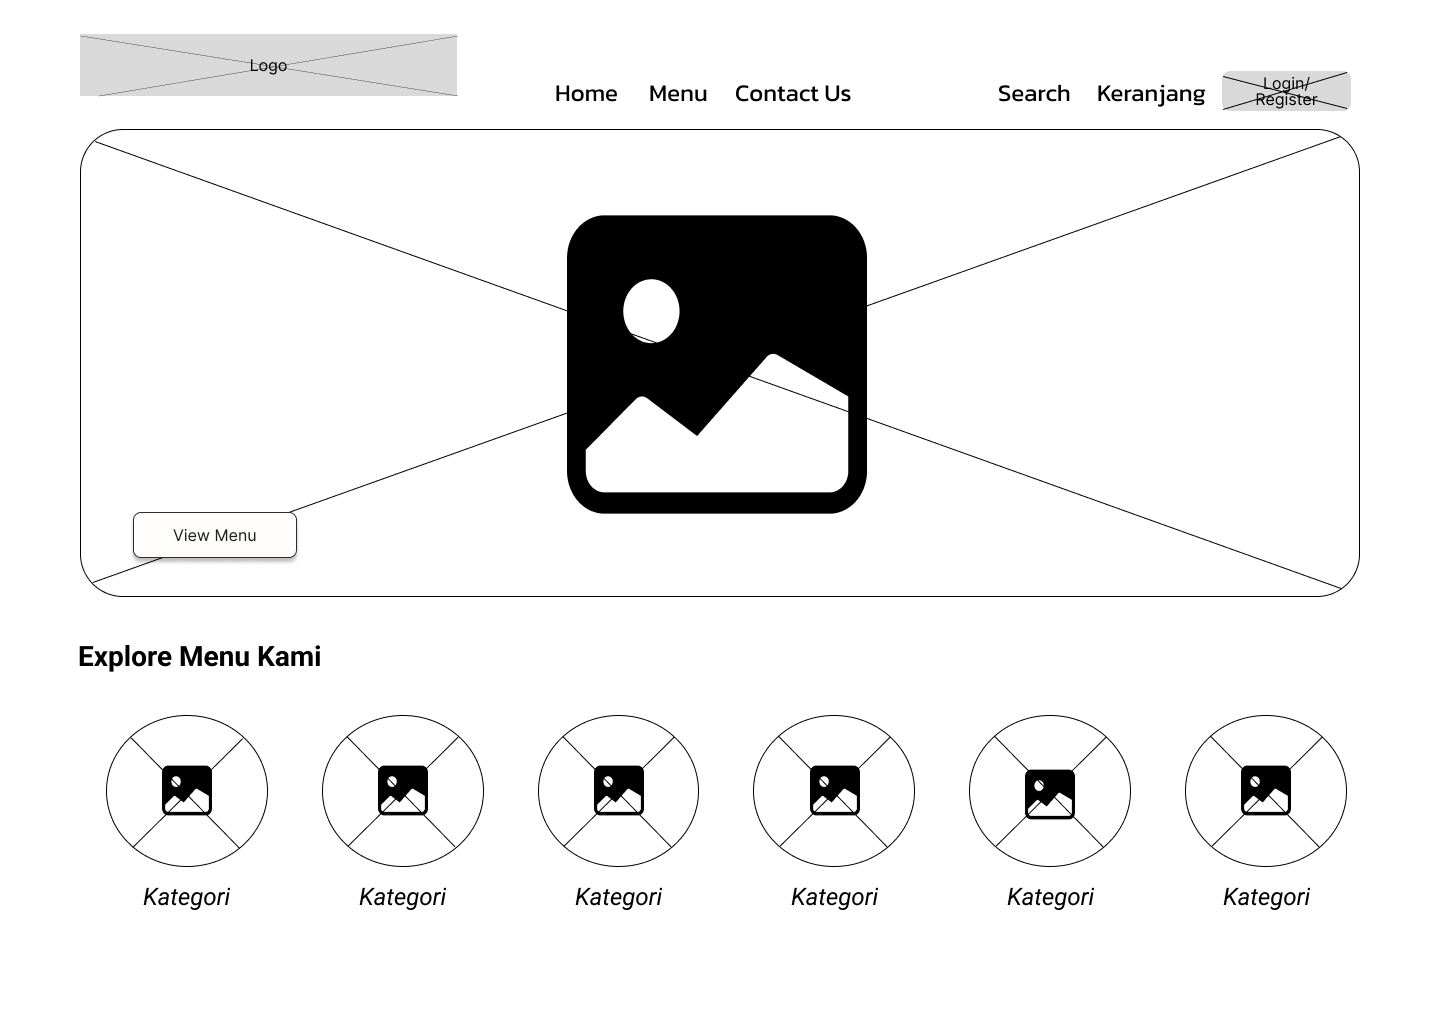 Logo
Home Menu Contact Us Search Keranjang
Login/
Register
View Menu
Explore Menu Kami
Kategori Kategori Kategori Kategori Kategori Kategori